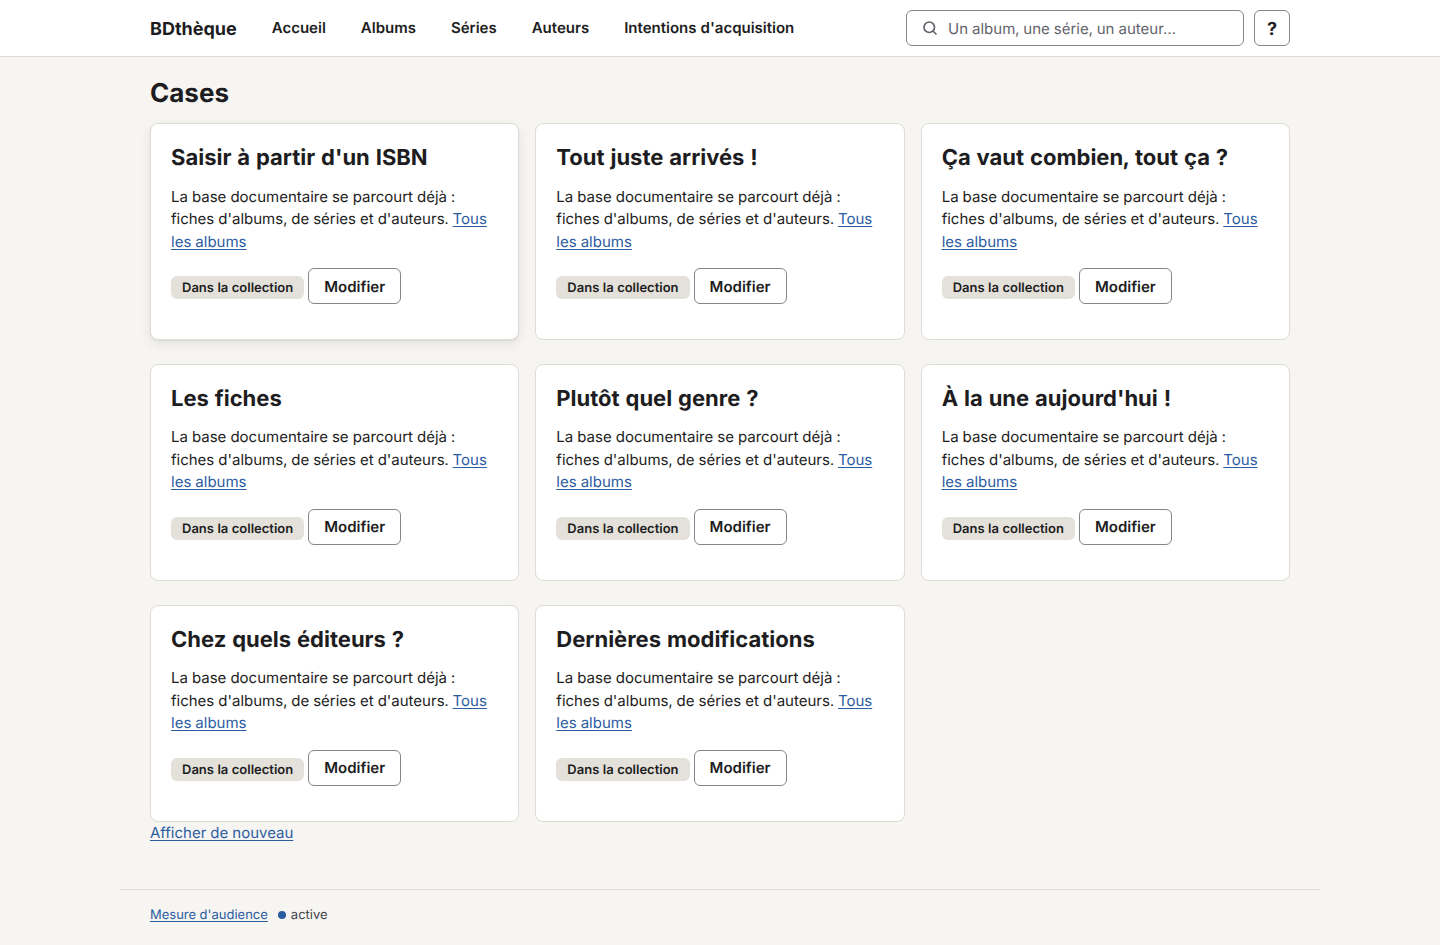 BDthèque
Accueil
Albums
Séries
Auteurs
Intentions d'acquisition
Un album, une série, un auteur...
?
Cases
Saisir à partir d'un ISBN
La base documentaire se parcourt déjà :
fiches d'albums, de séries et d'auteurs. Tous
les albums
Dans la collection
Modifier
Tout juste arrivés !
La base documentaire se parcourt déjà :
fiches d'albums, de séries et d'auteurs. Tous
les albums
Dans la collection
Modifier
Ça vaut combien, tout ça ?
La base documentaire se parcourt déjà :
fiches d'albums, de séries et d'auteurs. Tous
les albums
Dans la collection
Modifier
Les fiches
La base documentaire se parcourt déjà :
fiches d'albums, de séries et d'auteurs. Tous
les albums
Dans la collection
Modifier
Plutôt quel genre ?
La base documentaire se parcourt déjà :
fiches d'albums, de séries et d'auteurs. Tous
les albums
Dans la collection
Modifier
À la une aujourd'hui !
La base documentaire se parcourt déjà :
fiches d'albums, de séries et d'auteurs. Tous
les albums
Dans la collection
Modifier
Chez quels éditeurs ?
La base documentaire se parcourt déjà :
fiches d'albums, de séries et d'auteurs. Tous
les albums
Dans la collection
Modifier
Dernières modifications
La base documentaire se parcourt déjà :
fiches d'albums, de séries et d'auteurs. Tous
les albums
Dans la collection
Modifier
Afficher de nouveau
Mesure d'audience
active